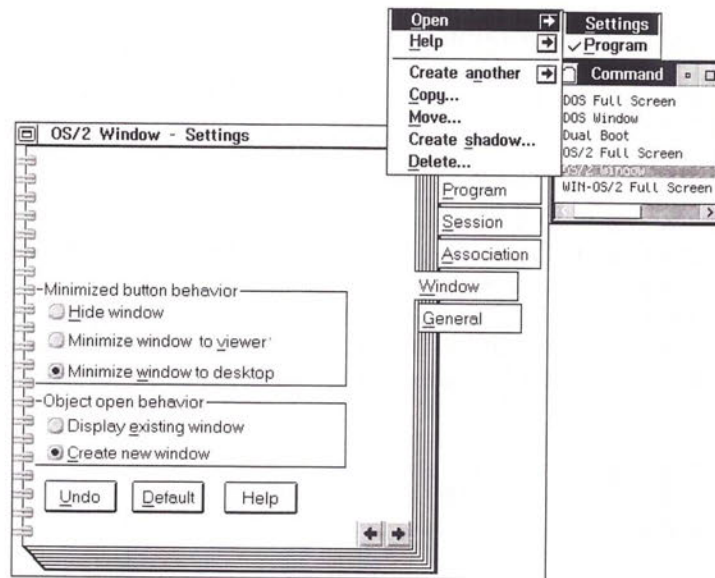 Open
Help
Create another
Copy...
Move...
Create shadow...
Delete...
Settings
Program
Command
DOS Full Screen
DOS Window
Dual Boot
OS/2 Full Screen
OS/2 Window
WIN-OS/2 Full Screen
OS/2 Window - Settings
Program
Session
Association
Window
General
Minimized button behavior
Hide window
Minimize window to viewer
Minimize window to desktop
Object open behavior
Display existing window
Create new window
Undo
Default
Help